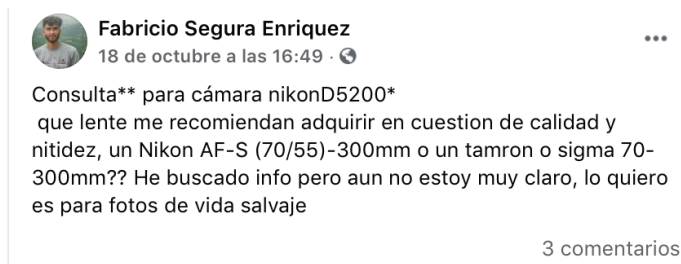 Fabricio Segura Enriquez
18 de octubre a las 16:49 ·
Consulta** para cámara nikonD5200*
que lente me recomiendan adquirir en cuestion de calidad y
nitidez, un Nikon AF-S (70/55)-300mm o un tamron o sigma 70-
300mm?? He buscado info pero aun no estoy muy claro, lo quiero
es para fotos de vida salvaje
3 comentarios